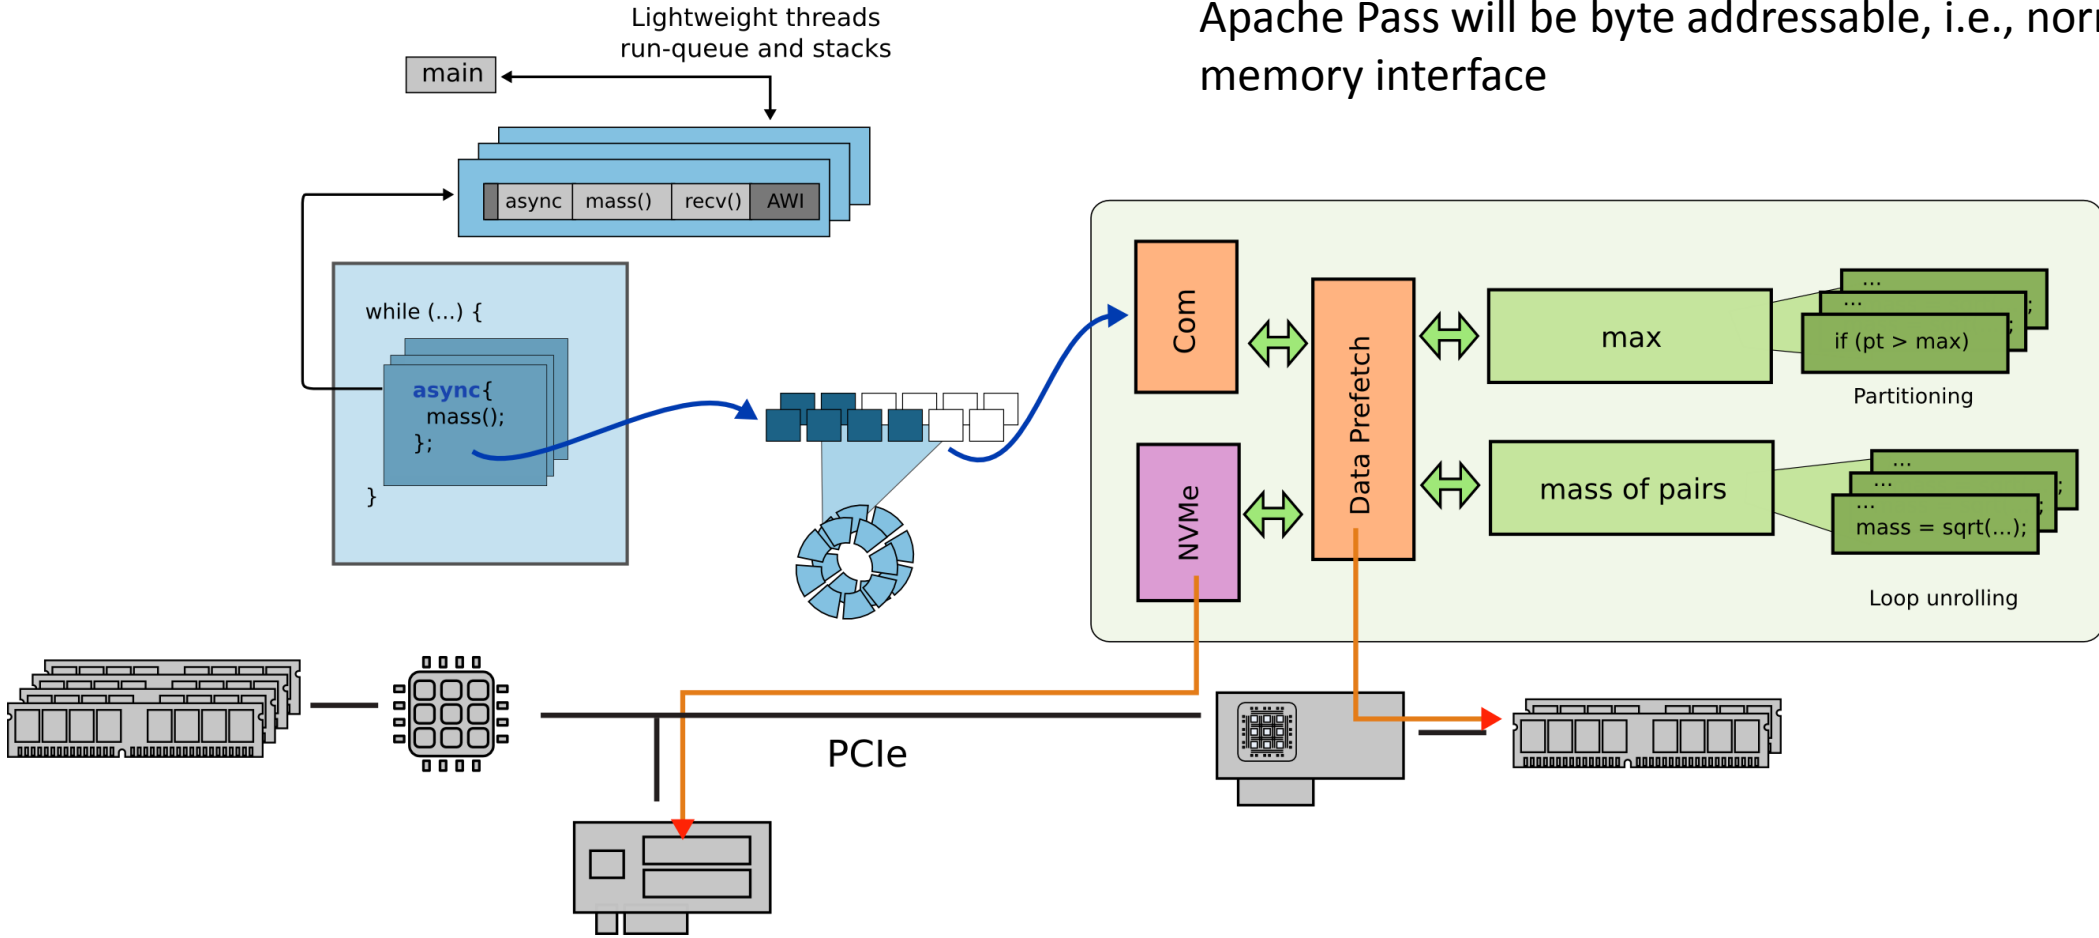 Lightweight threads
run-queue and stacks
Apache Pass will be byte addressable, i.e.,
memory interface
main
async mass() recv() AWI
while (...) {
async{
mass();
};
}
Com
NVMe
Data Prefetch
max
...
... ;
if (pt > max) ;
Partitioning
mass of pairs
...
... ;
... ;
mass = sqrt(...);
Loop unrolling
PCIe